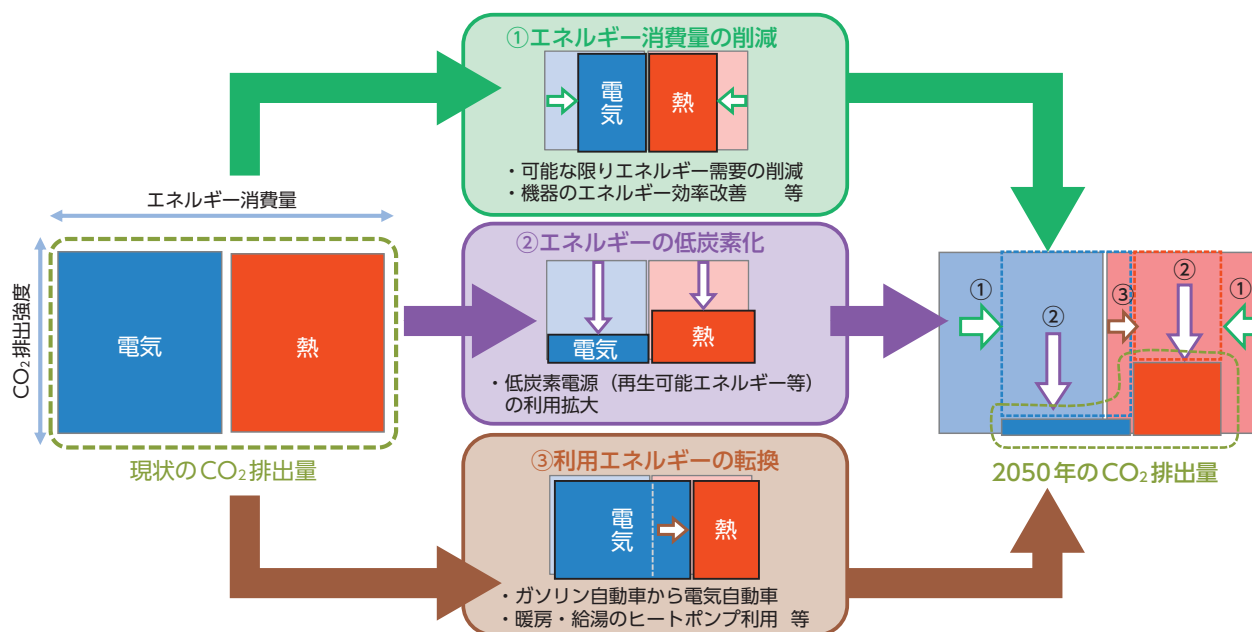 ①エネルギー消費量の削減
電気
熱
・可能な限りエネルギー需要の削減
・機器のエネルギー効率改善　等
エネルギー消費量
CO₂排出強度
電気
熱
現状のCO₂排出量
②エネルギーの低炭素化
電気
熱
・低炭素電源（再生可能エネルギー等）
の利用拡大
③利用エネルギーの転換
電気
熱
・ガソリン自動車から電気自動車
・暖房・給湯のヒートポンプ利用 等
①
②
③
②
①
2050年のCO₂排出量